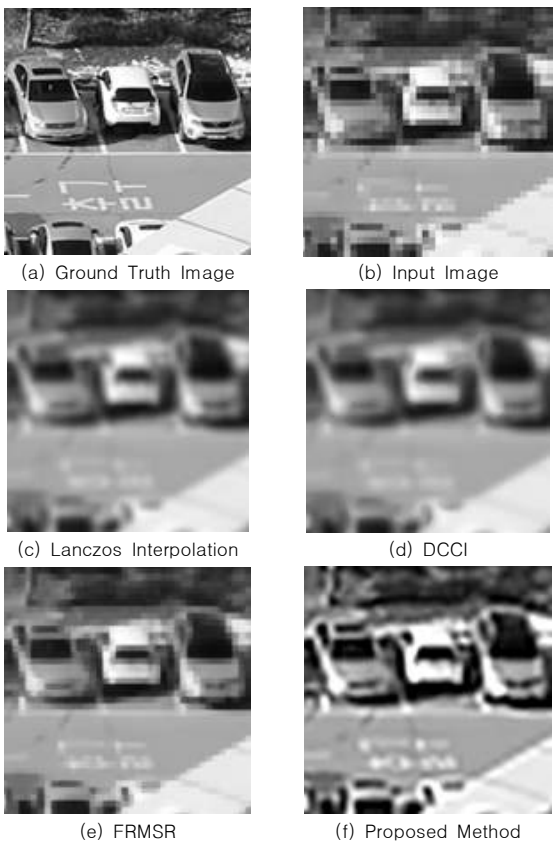 (a) Ground Truth Image
(b) Input Image
(c) Lanczos Interpolation
(d) DCCI
(e) FRMSR
(f) Proposed Method